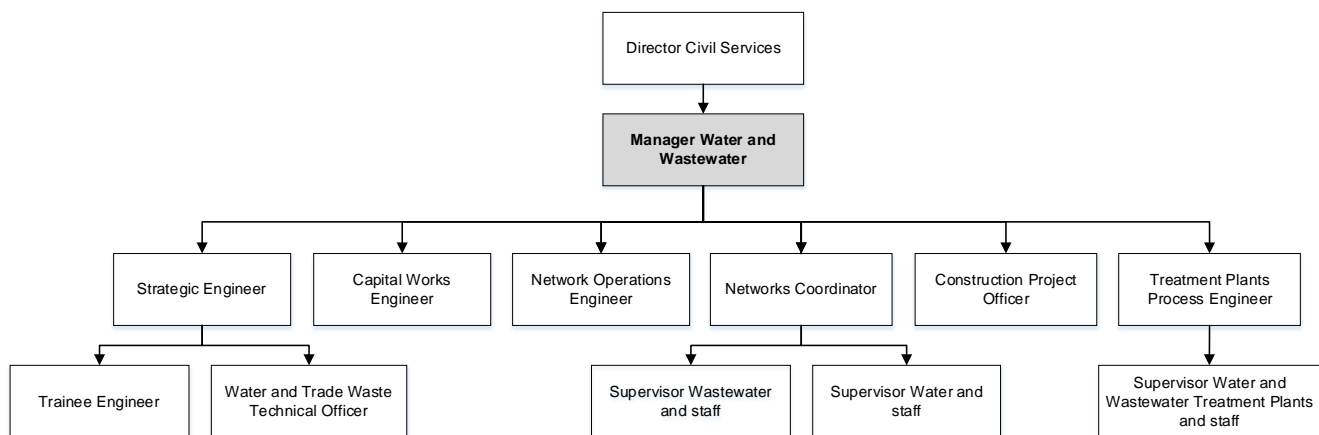 Director Civil Services
Manager Water and
Wastewater
Strategic Engineer
Capital Works
Engineer
Network Operations
Engineer
Networks Coordinator
Construction Project
Officer
Treatment Plants
Process Engineer
Trainee Engineer
Water and Trade Waste
Technical Officer
Supervisor Wastewater
and staff
Supervisor Water and
staff
Supervisor Water and
Wastewater Treatment Plants
and staff